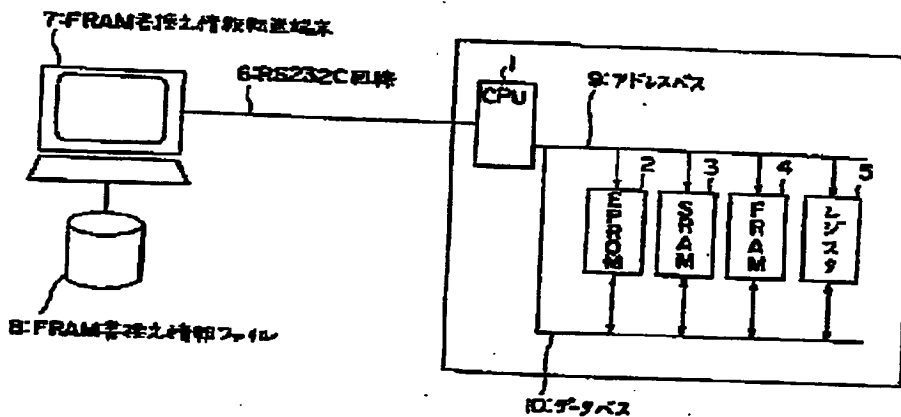 7:FRAM書換え情報転送端末
6:RS232C回線
1
CPU
9:アドレスバス
2
3
4
5
EPROM
SRAM
FRAM
レジスタ
8:FRAM書換え情報ファイル
10:データバス